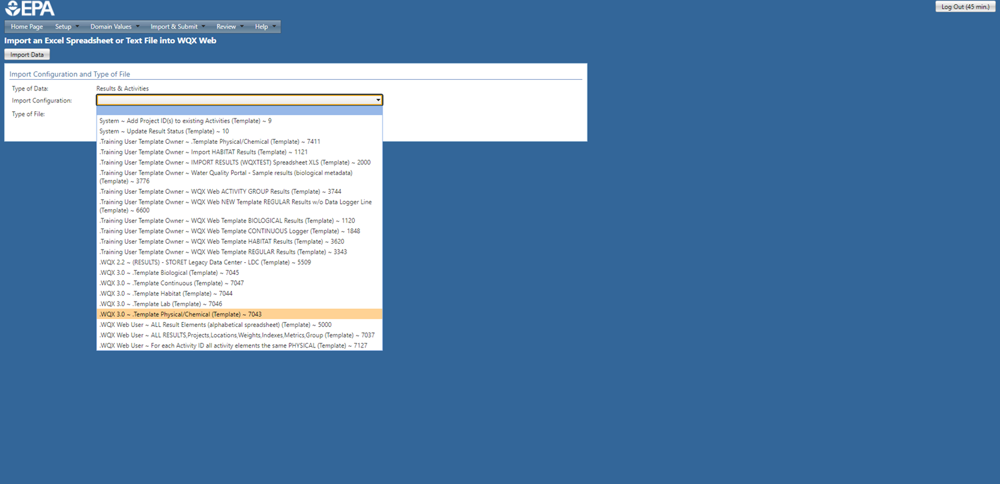 EPA
Log Out (45 min.)
Home Page Setup Domain Values Import & Submit Review Help
Import an Excel Spreadsheet or Text File into WQX Web
Import Data
Import Configuration and Type of File
Type of Data: Results & Activities
Import Configuration:
Type of File:
System ~ Add Project ID(s) to existing Activities (Template) ~ 9
System ~ Update Result Status (Template) ~ 10
.Training User Template Owner ~ .Template Physical/Chemical (Template) ~ 7411
.Training User Template Owner ~ Import HABITAT Results (Template) ~ 1121
.Training User Template Owner ~ IMPORT RESULTS (WQXTEST) Spreadsheet XLS (Template) ~ 2000
.Training User Template Owner ~ Water Quality Portal - Sample results (biological metadata)
(Template) ~ 3776
.Training User Template Owner ~ WQX Web ACTIVITY GROUP Results (Template) ~ 3744
.Training User Template Owner ~ WQX Web NEW Template REGULAR Results w/o Data Logger Line
(Template) ~ 6600
.Training User Template Owner ~ WQX Web Template BIOLOGICAL Results (Template) ~ 1120
.Training User Template Owner ~ WQX Web Template CONTINUOUS Logger (Template) ~ 1848
.Training User Template Owner ~ WQX Web Template HABITAT Results (Template) ~ 3620
.Training User Template Owner ~ WQX Web Template REGULAR Results (Template) ~ 3343
.WQX 2.2 ~ (RESULTS) - STORET Legacy Data Center - LDC (Template) ~ 5509
.WQX 3.0 ~ .Template Biological (Template) ~ 7045
.WQX 3.0 ~ .Template Continuous (Template) ~ 7047
.WQX 3.0 ~ .Template Habitat (Template) ~ 7044
.WQX 3.0 ~ .Template Lab (Template) ~ 7046
.WQX 3.0 ~ .Template Physical/Chemical (Template) ~ 7043
.WQX Web User ~ ALL Result Elements (alphabetical spreadsheet) (Template) ~ 5000
.WQX Web User ~ ALL RESULTS,Projects,Locations,Weights,Indexes,Metrics,Group (Template) ~ 7037
.WQX Web User ~ For each Activity ID all activity elements the same PHYSICAL (Template) ~ 7127